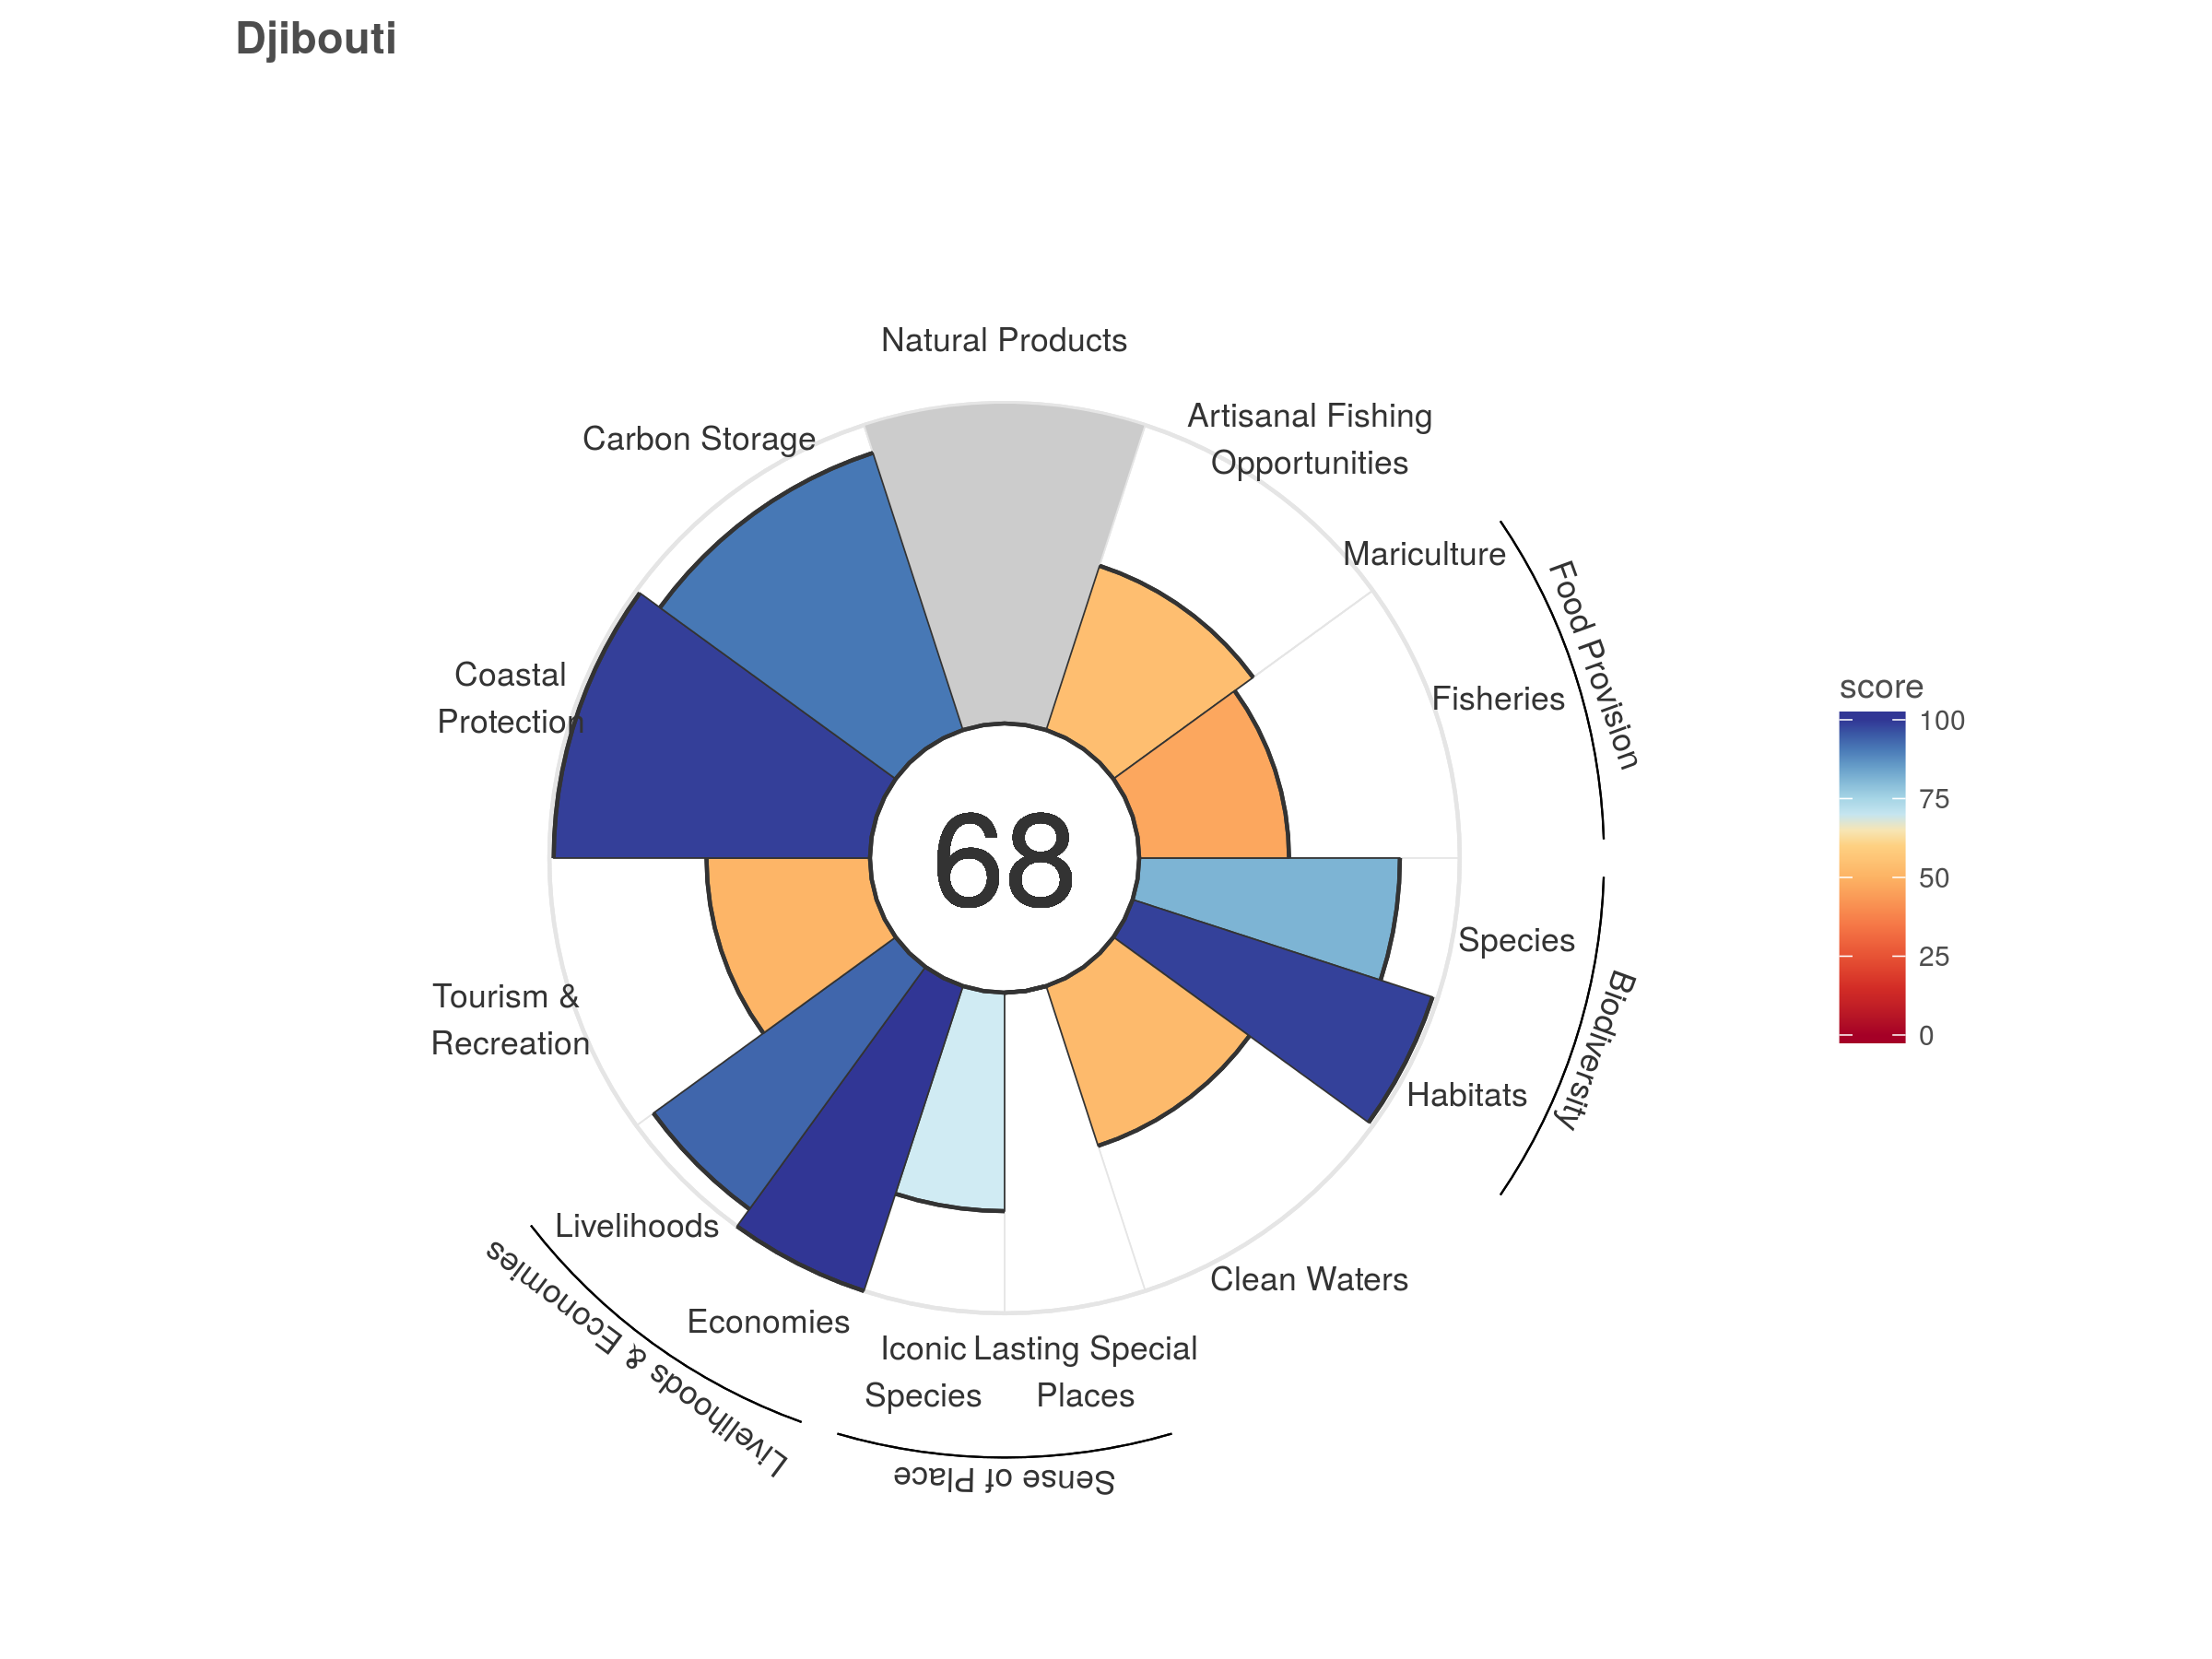 Djibouti
Natural Products
Artisanal Fishing
Opportunities
Carbon Storage
Mariculture
Food Provision
Fisheries
Coastal
Protection
score
100
75
50
25
0
68
Species
Biodiversity
Habitats
Tourism &
Recreation
Clean Waters
Livelihoods
Economies
Livelihoods & Economies
Iconic
Species
Lasting Special
Places
Sense of Place